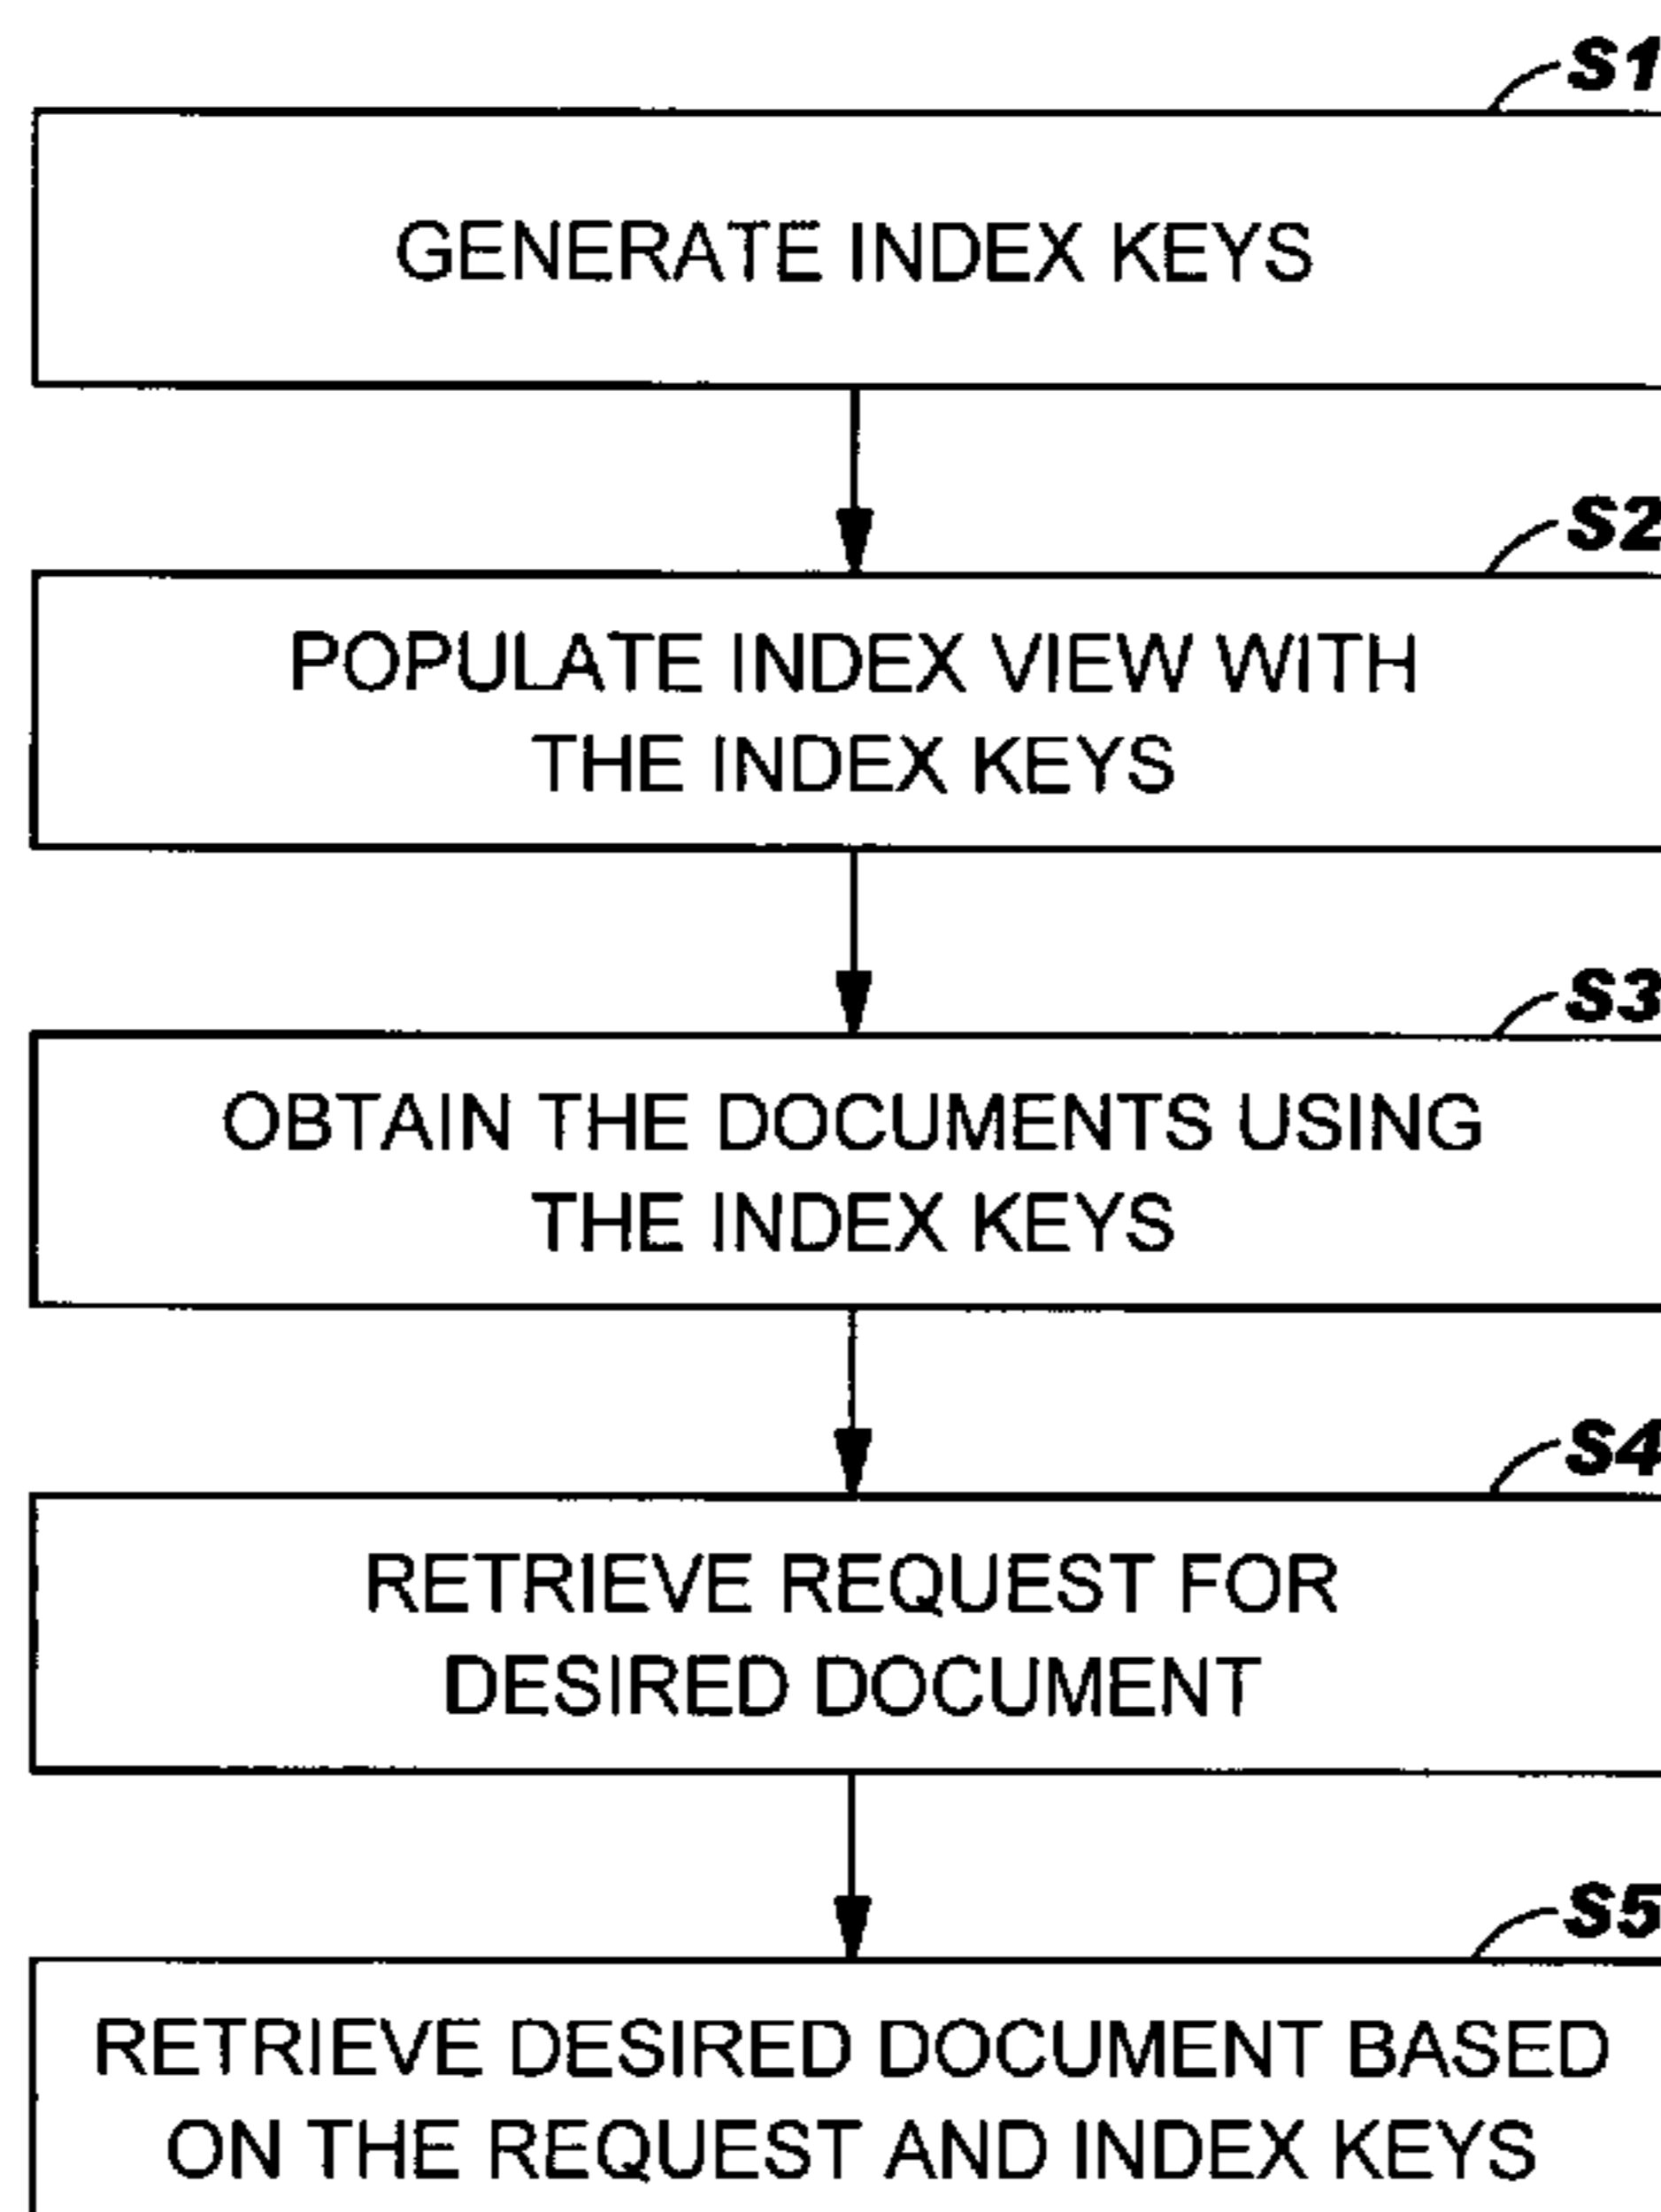 S1
GENERATE INDEX KEYS
S2
POPULATE INDEX VIEW WITH
THE INDEX KEYS
S3
OBTAIN THE DOCUMENTS USING
THE INDEX KEYS
S4
RETRIEVE REQUEST FOR
DESIRED DOCUMENT
S5
RETRIEVE DESIRED DOCUMENT BASED
ON THE REQUEST AND INDEX KEYS